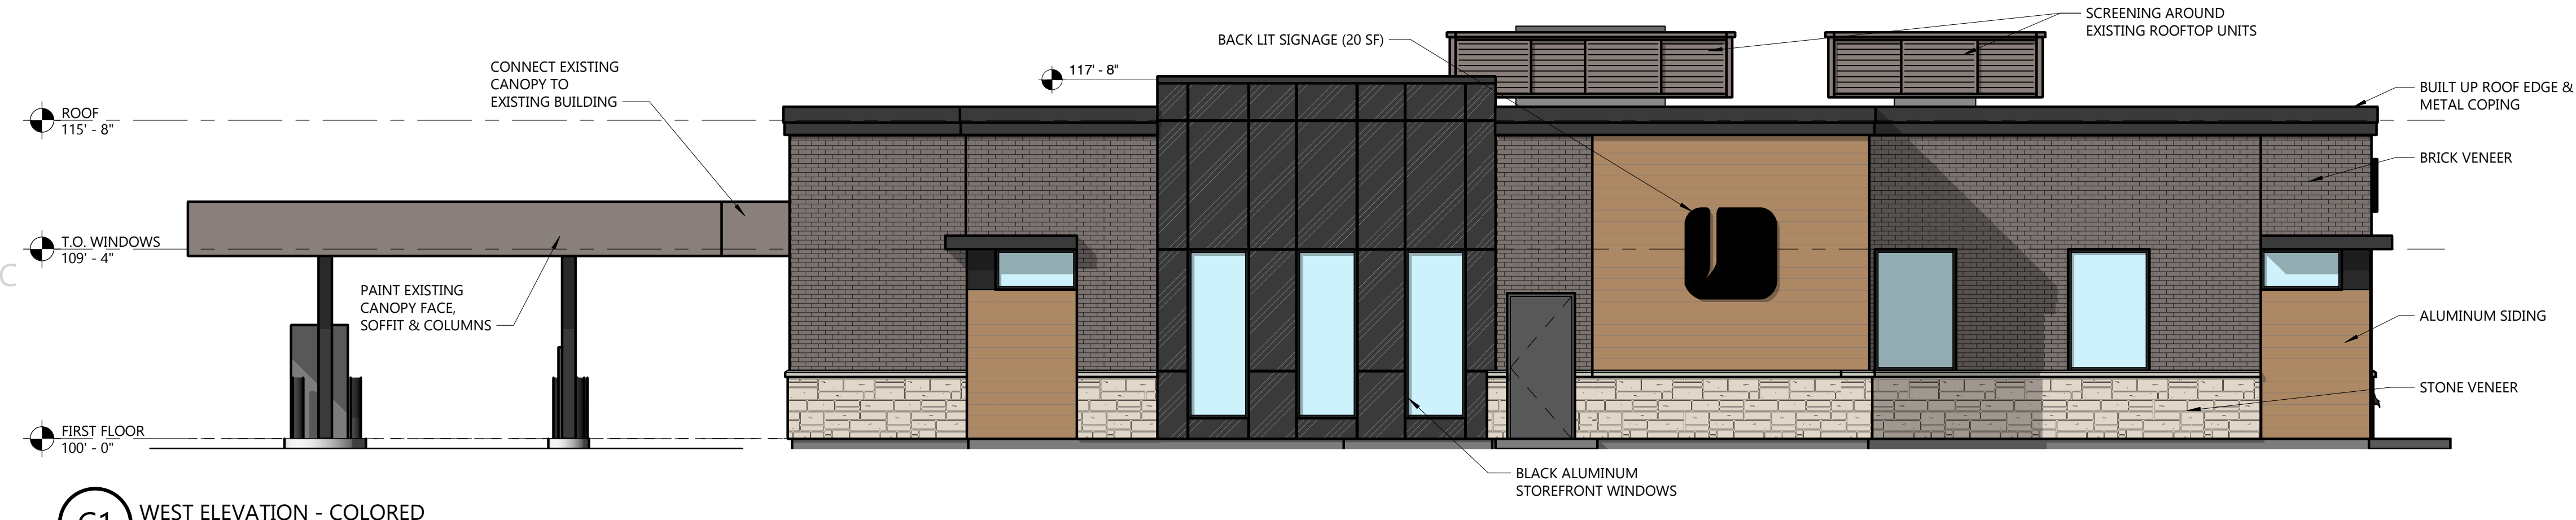 SCREENING AROUND
EXISTING ROOFTOP UNITS
BACK LIT SIGNAGE (20 SF)
CONNECT EXISTING
CANOPY TO
EXISTING BUILDING
117' - 8"
BUILT UP ROOF EDGE &
METAL COPING
ROOF
115' - 8"
BRICK VENEER
T.O. WINDOWS
109' - 4"
C
PAINT EXISTING
CANOPY FACE,
SOFFIT & COLUMNS
ALUMINUM SIDING
STONE VENEER
FIRST FLOOR
100' - 0"
BLACK ALUMINUM
STOREFRONT WINDOWS
WEST ELEVATION - COLORED